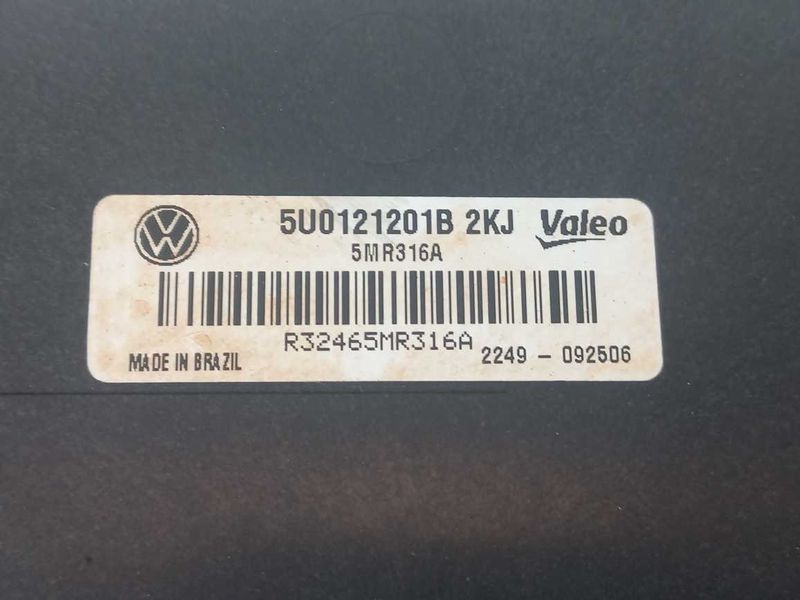 5U0121201B 2KJ Valeo
5MR316A
R32465MR316A
MADE IN BRAZIL 2249 - 092506